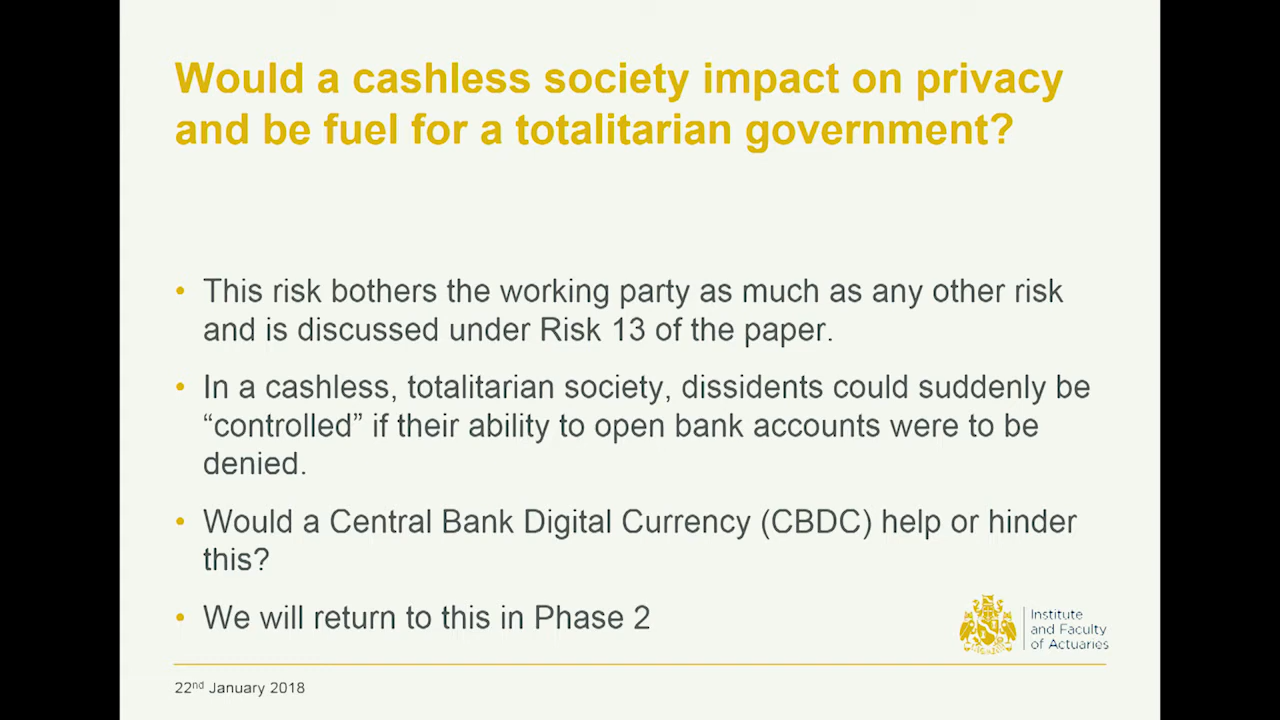 Would a cashless society impact on privacy
and be fuel for a totalitarian government?
• This risk bothers the working party as much as any other risk
and is discussed under Risk 13 of the paper.
• In a cashless, totalitarian society, dissidents could suddenly be
“controlled” if their ability to open bank accounts were to be
denied.
• Would a Central Bank Digital Currency (CBDC) help or hinder
this?
• We will return to this in Phase 2
Institute
and Faculty
of Actuaries
22nd January 2018